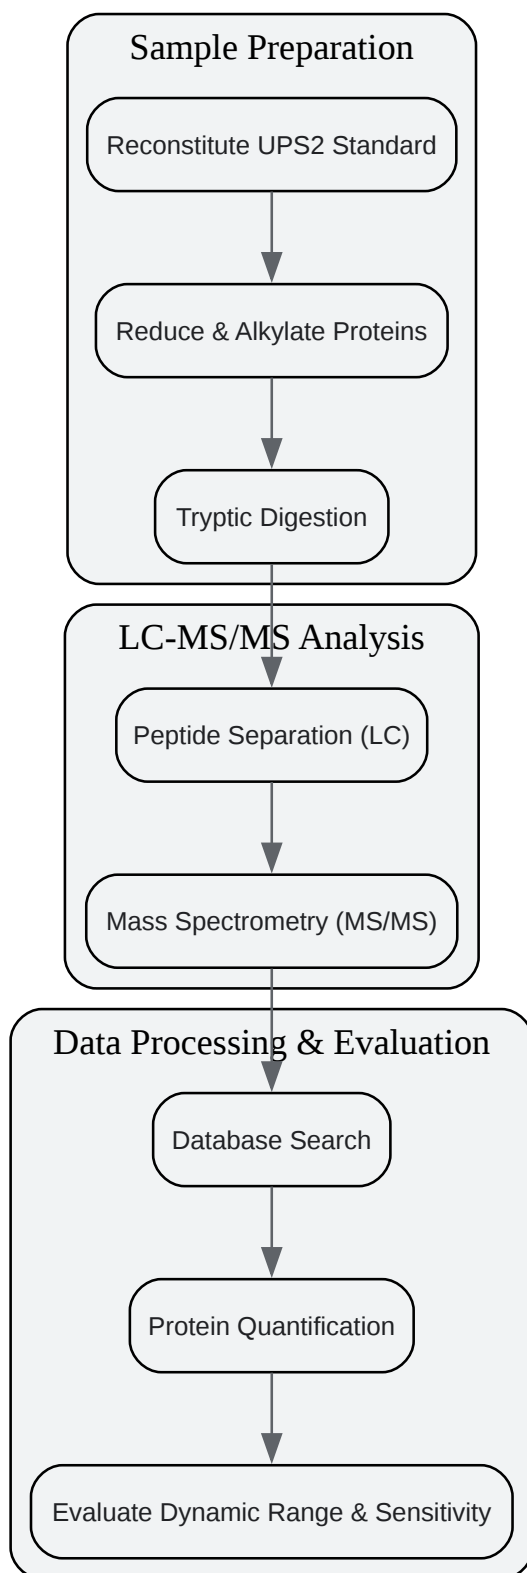 Sample Preparation
Reconstitute UPS2 Standard
Reduce & Alkylate Proteins
Tryptic Digestion
LC-MS/MS Analysis
Peptide Separation (LC)
Mass Spectrometry (MS/MS)
Data Processing & Evaluation
Database Search
Protein Quantification
Evaluate Dynamic Range & Sensitivity